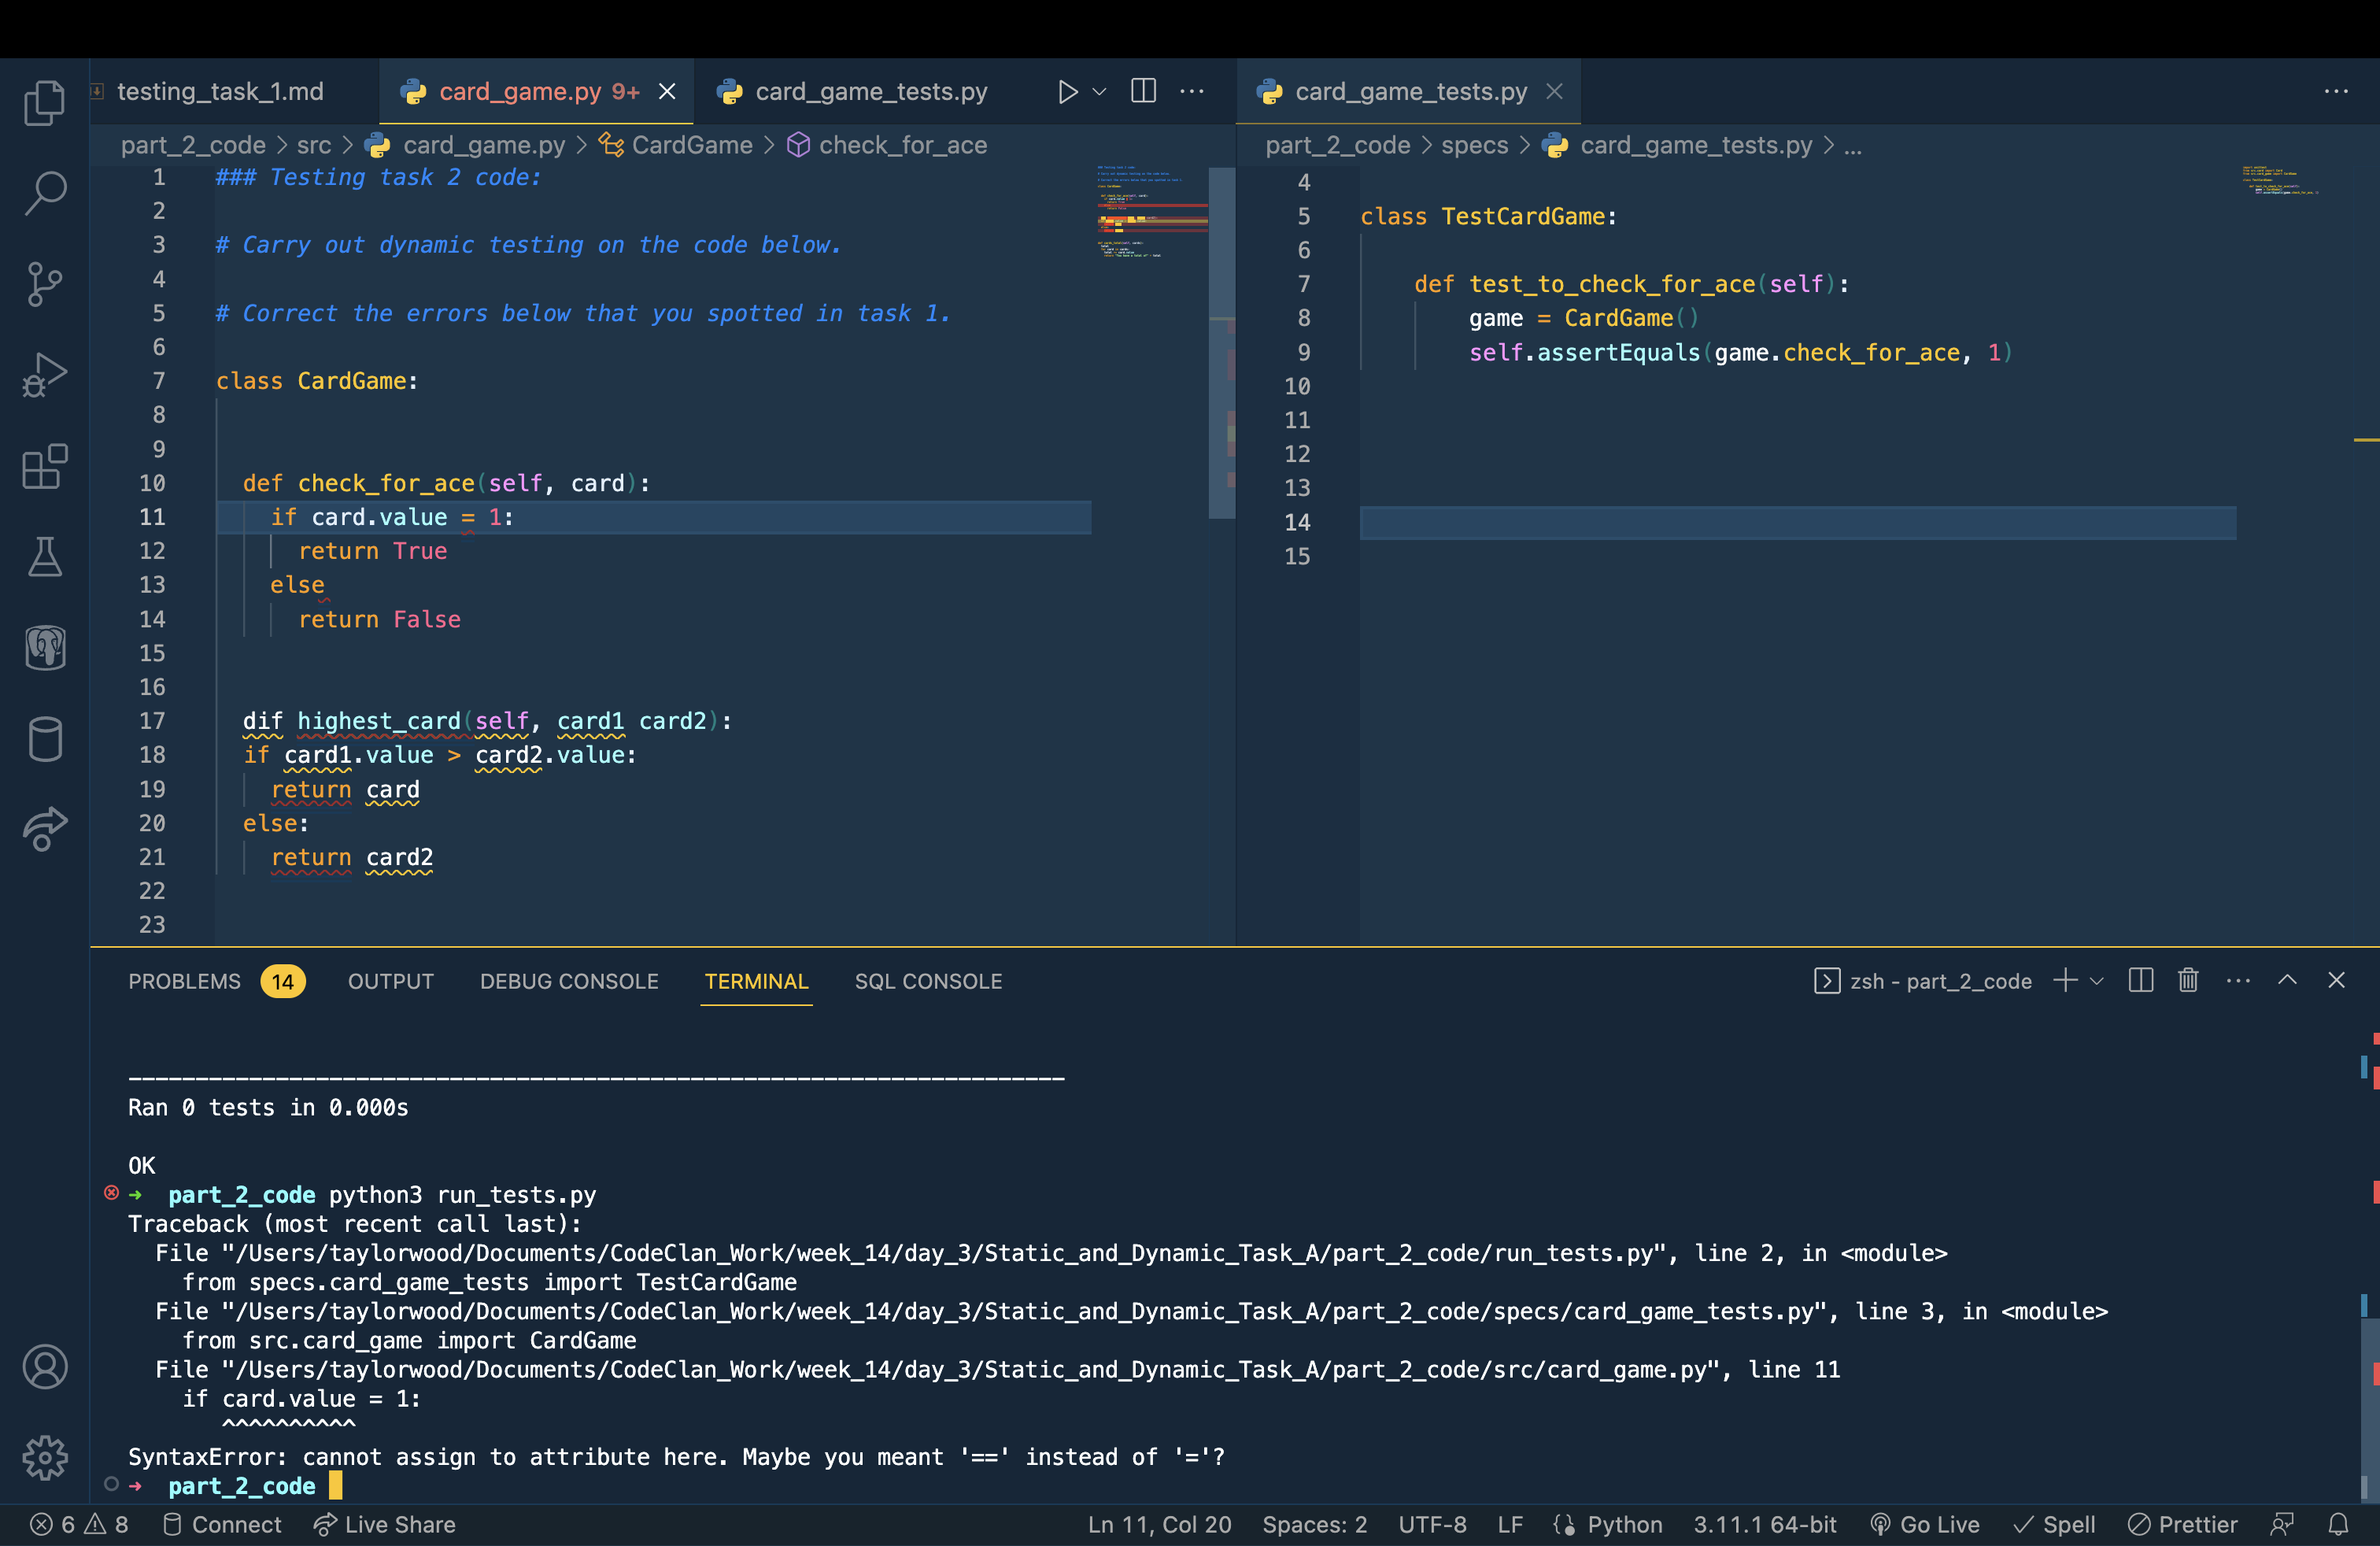 testing_task_1.md
card_game.py 9+
card_game_tests.py
card_game_tests.py
part_2_code > src > card_game.py > CardGame > check_for_ace
1 ### Testing task 2 code:
2
3 # Carry out dynamic testing on the code below.
4
5 # Correct the errors below that you spotted in task 1.
6
7 class CardGame:
8
9
10 def check_for_ace(self, card):
11 if card.value = 1:
12 return True
13 else
14 return False
15
16
17 dif highest_card(self, card1 card2):
18 if card1.value > card2.value:
19 return card
20 else:
21 return card2
22
23
part_2_code > specs > card_game_tests.py > ...
4
5 class TestCardGame:
6
7 def test_to_check_for_ace(self):
8 game = CardGame()
9 self.assertEquals(game.check_for_ace, 1)
10
11
12
13
14
15
PROBLEMS 14 OUTPUT DEBUG CONSOLE TERMINAL SQL CONSOLE
zsh - part_2_code
----------------------------------------------------------------------
Ran 0 tests in 0.000s
OK
→ part_2_code python3 run_tests.py
Traceback (most recent call last):
File "/Users/taylorwood/Documents/CodeClan_Work/week_14/day_3/Static_and_Dynamic_Task_A/part_2_code/run_tests.py", line 2, in <module>
from specs.card_game_tests import TestCardGame
File "/Users/taylorwood/Documents/CodeClan_Work/week_14/day_3/Static_and_Dynamic_Task_A/part_2_code/specs/card_game_tests.py", line 3, in <module>
from src.card_game import CardGame
File "/Users/taylorwood/Documents/CodeClan_Work/week_14/day_3/Static_and_Dynamic_Task_A/part_2_code/src/card_game.py", line 11
if card.value = 1:
^^^^^^^^^^
SyntaxError: cannot assign to attribute here. Maybe you meant '==' instead of '='?
→ part_2_code
6 8 Connect Live Share Ln 11, Col 20 Spaces: 2 UTF-8 LF Python 3.11.1 64-bit Go Live Spell Prettier